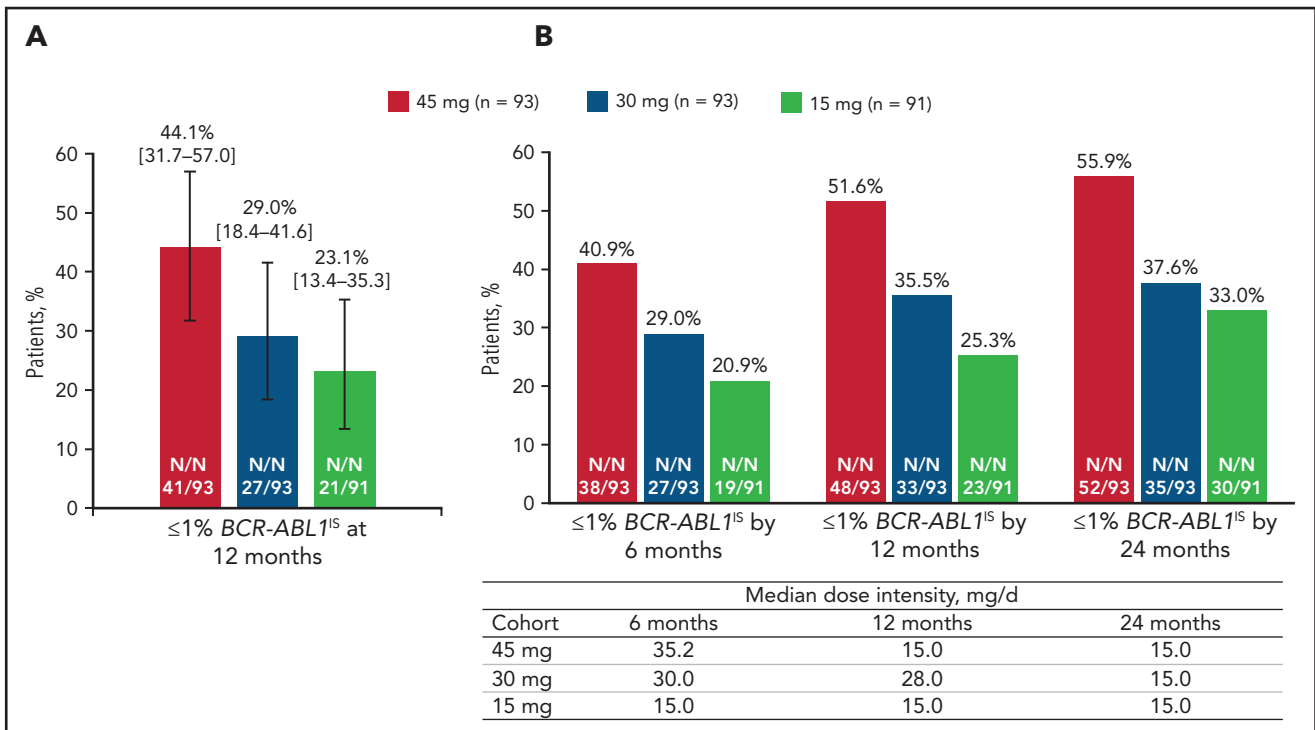 A
B
45 mg (n = 93)
30 mg (n = 93)
15 mg (n = 91)
Patients, %
60
50
40
30
20
10
0
44.1%
[31.7–57.0]
29.0%
[18.4–41.6]
23.1%
[13.4–35.3]
N/N
41/93
N/N
27/93
N/N
21/91
≤1% BCR-ABL1IS at
12 months
Patients, %
60
50
40
30
20
10
0
40.9%
29.0%
20.9%
51.6%
35.5%
25.3%
55.9%
37.6%
33.0%
N/N
38/93
N/N
27/93
N/N
19/91
N/N
48/93
N/N
33/93
N/N
23/91
N/N
52/93
N/N
35/93
N/N
30/91
≤1% BCR-ABL1IS by
6 months
≤1% BCR-ABL1IS by
12 months
≤1% BCR-ABL1IS by
24 months
Median dose intensity, mg/d
Cohort 6 months 12 months 24 months
45 mg 35.2 15.0 15.0
30 mg 30.0 28.0 15.0
15 mg 15.0 15.0 15.0